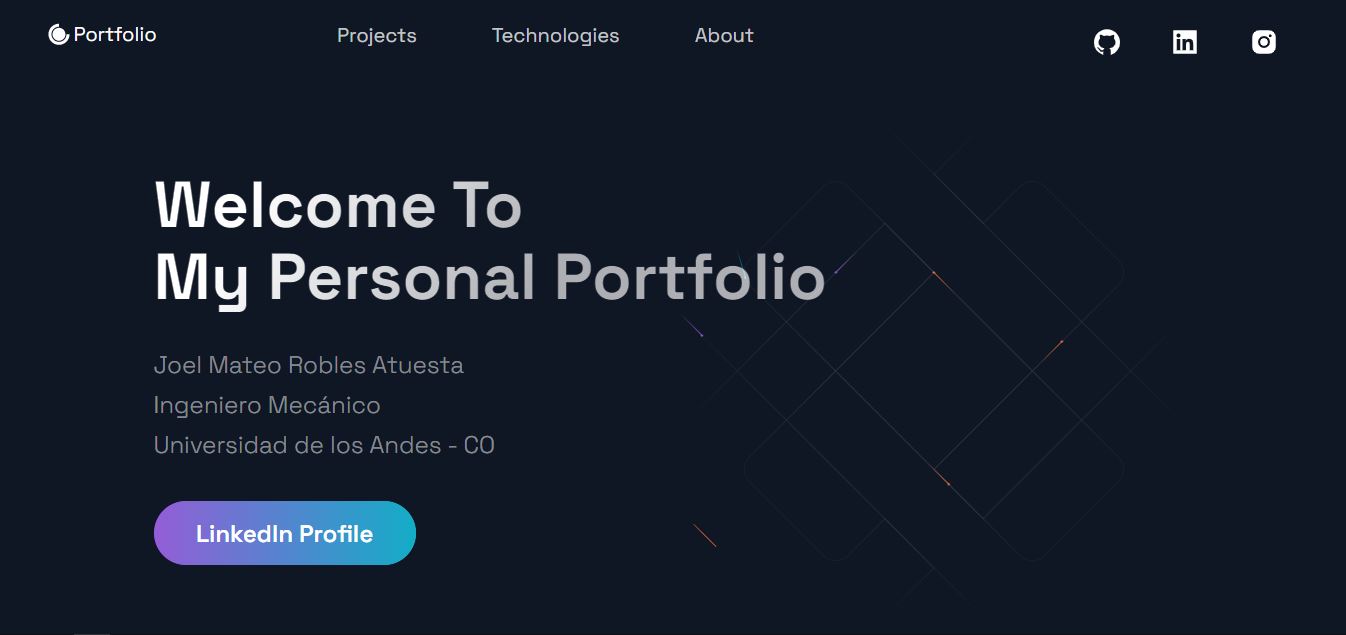 Portfolio
Projects
Technologies
About
Welcome To
My Personal Portfolio
Joel Mateo Robles Atuesta
Ingeniero Mecánico
Universidad de los Andes - CO
LinkedIn Profile